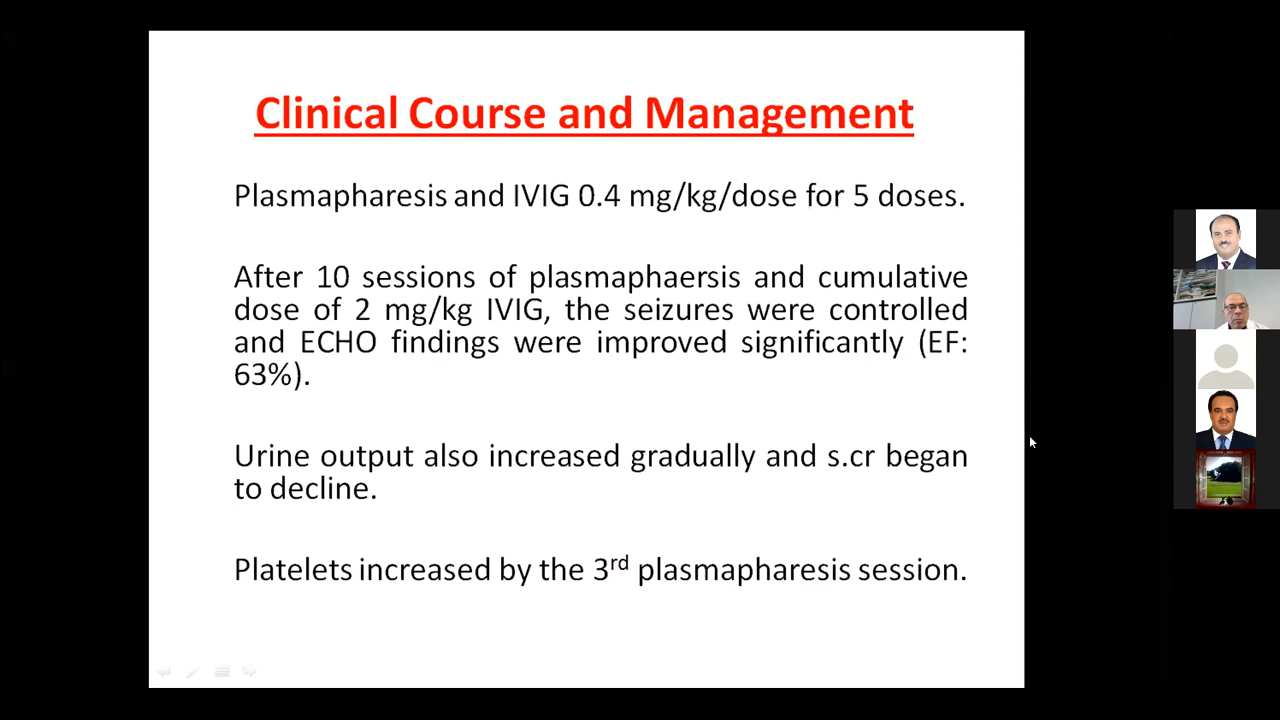 Clinical Course and Management
Plasmapharesis and IVIG 0.4 mg/kg/dose for 5 doses.
After 10 sessions of plasmaphaersis and cumulative
dose of 2 mg/kg IVIG, the seizures were controlled
and ECHO findings were improved significantly (EF:
63%).
Urine output also increased gradually and s.cr began
to decline.
Platelets increased by the 3rd plasmapharesis session.